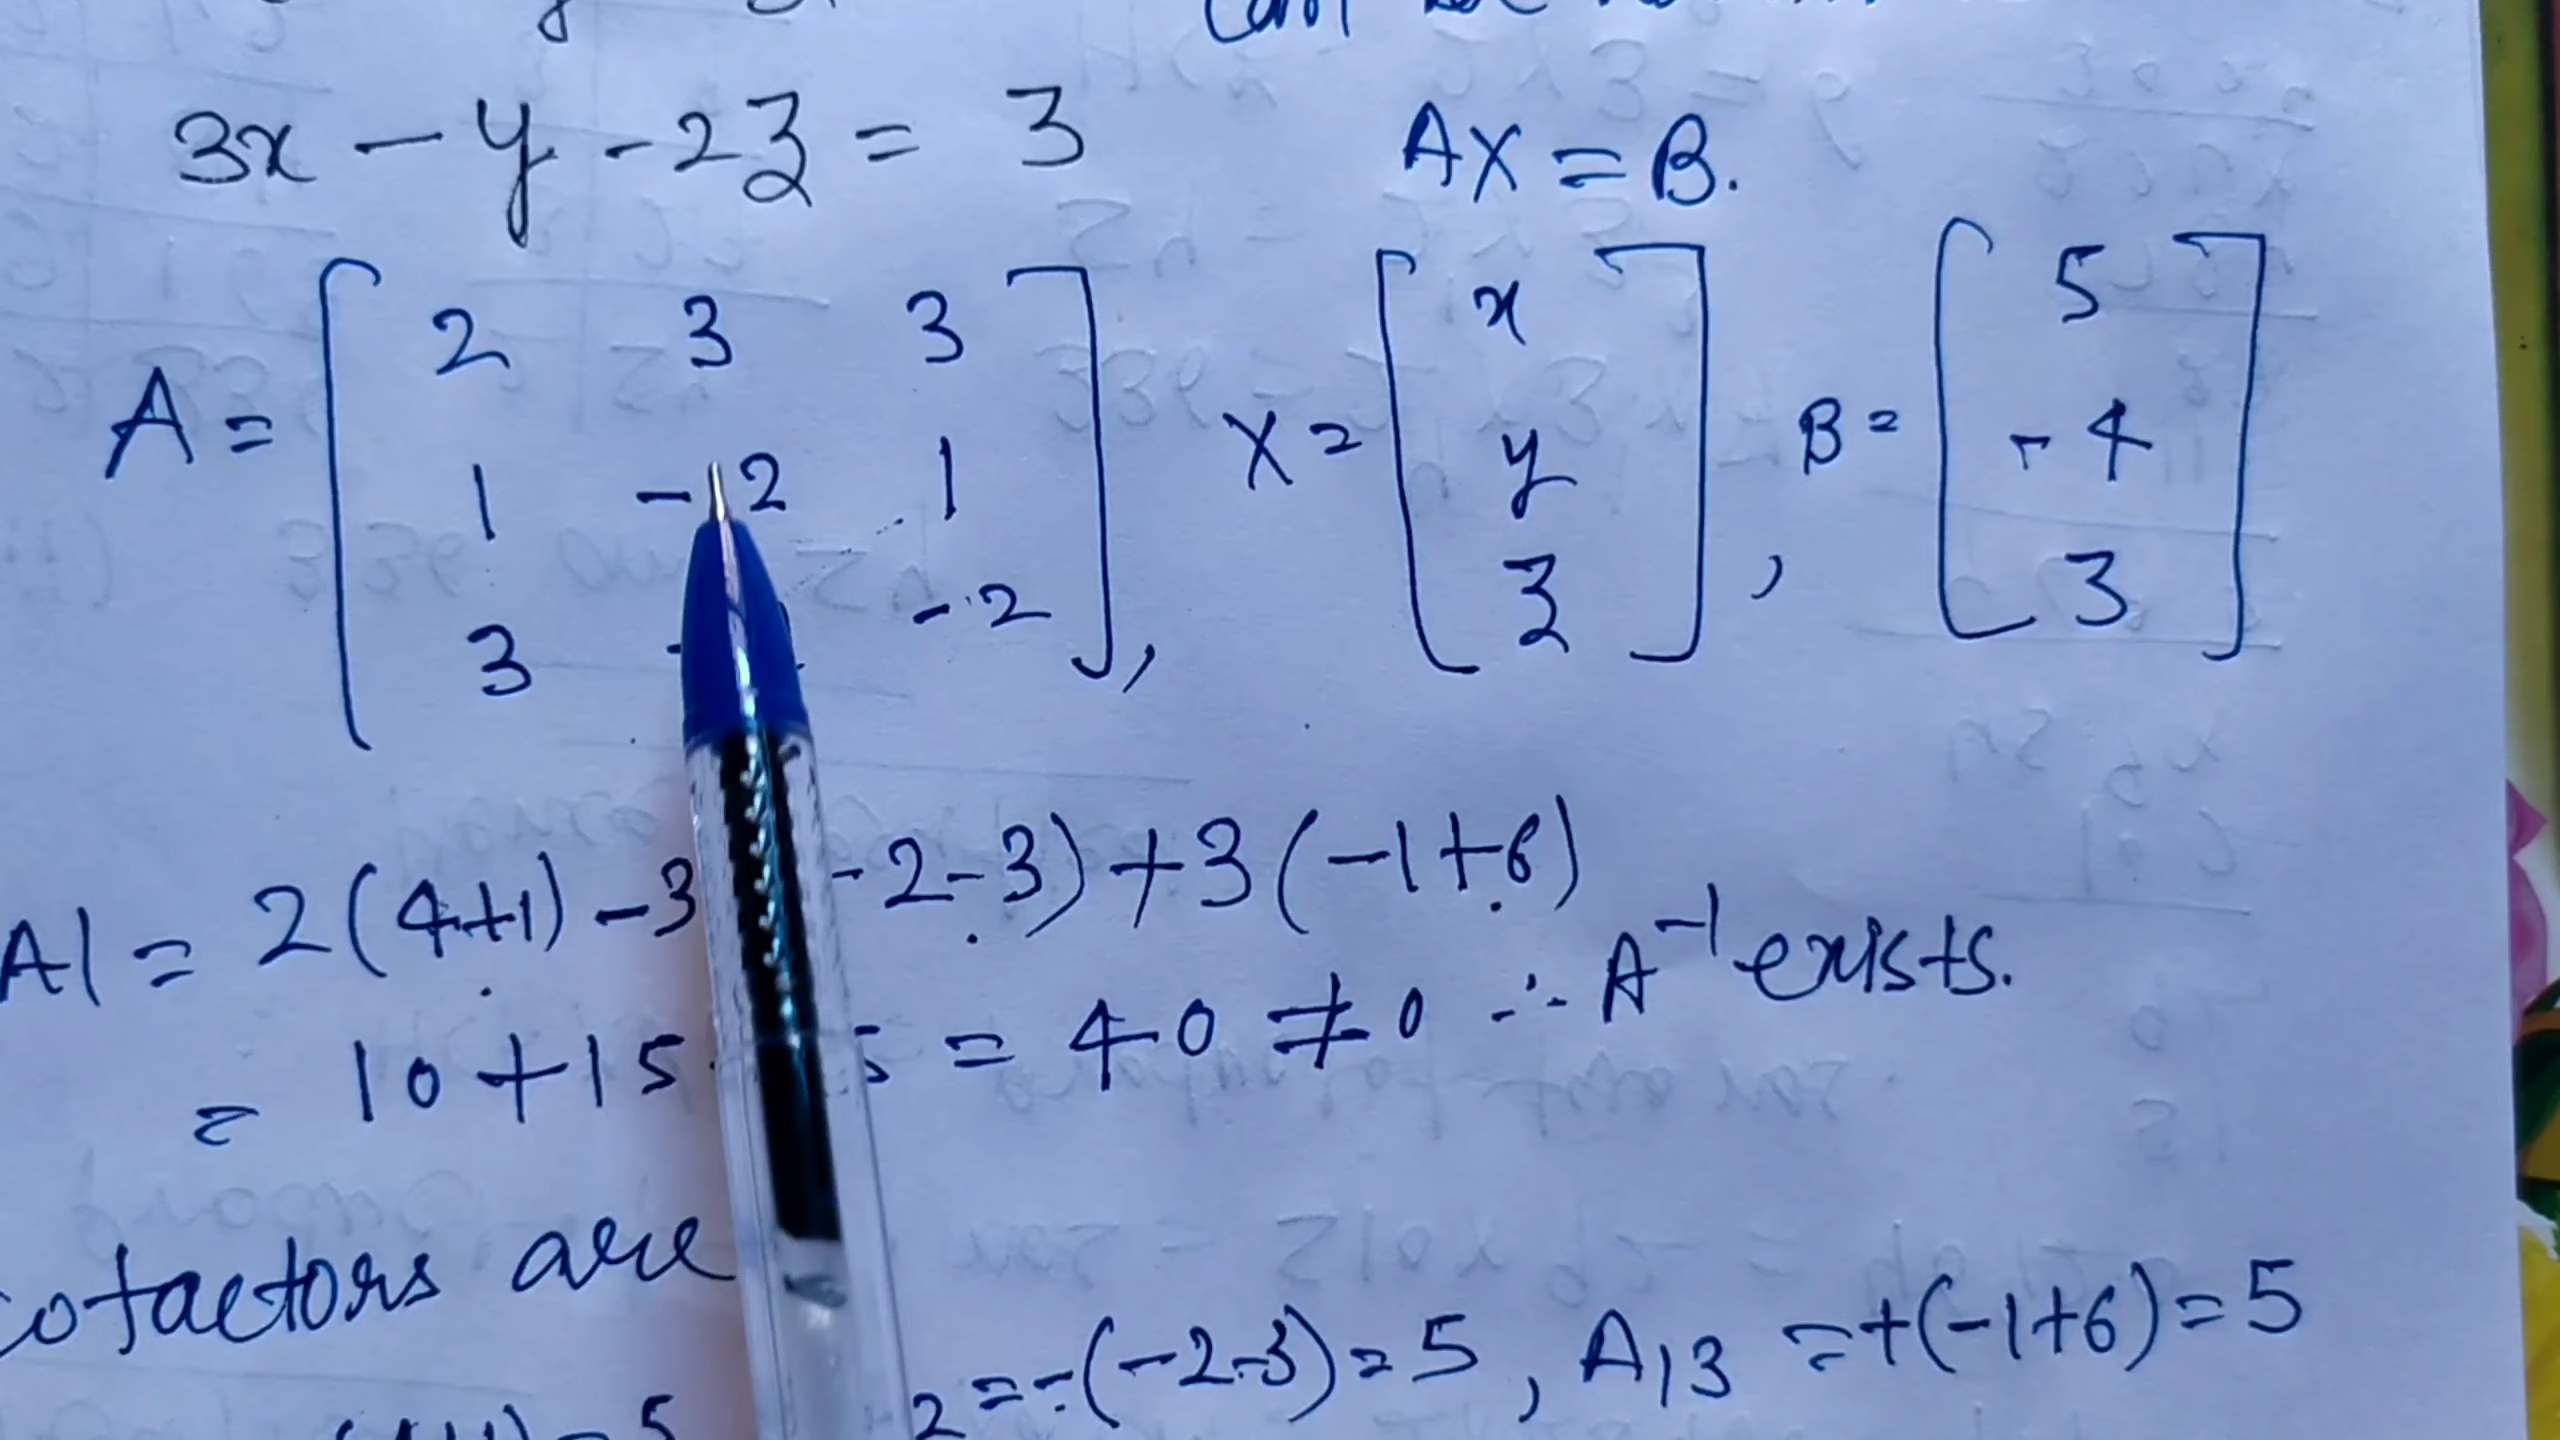 3x - y - 2z = 3
AX = B.
A = [ 2 3 3
1 -2 1
3 -2 ], X = [ x
y
z ], B = [ 5
-4
3 ]
A| = 2(4+1) -3 -2-3) +3(-1+6)
= 10+15 5 = 40 ≠ 0 ∴ A⁻¹ exists.
cofactors are
2 = -(-2-3) = 5, A13 = +(-1+6) = 5